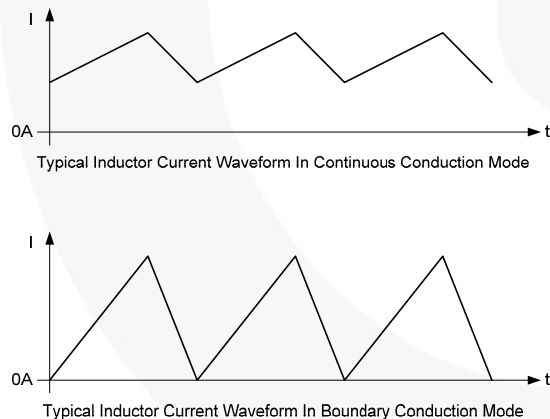 I
0A
t
Typical Inductor Current Waveform In Continuous Conduction Mode
I
0A
t
Typical Inductor Current Waveform In Boundary Conduction Mode